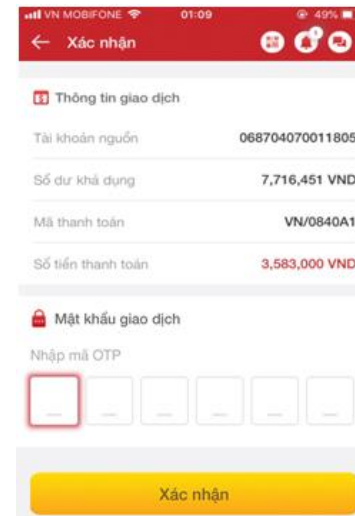 VN MOBIFONE 01:09 49%
Xác nhận
Thông tin giao dịch
Tài khoản nguồn 068704070011805
Số dư khả dụng 7,716,451 VND
Mã thanh toán VN/0840A1
Số tiền thanh toán 3,583,000 VND
Mật khẩu giao dịch
Nhập mã OTP
Xác nhận